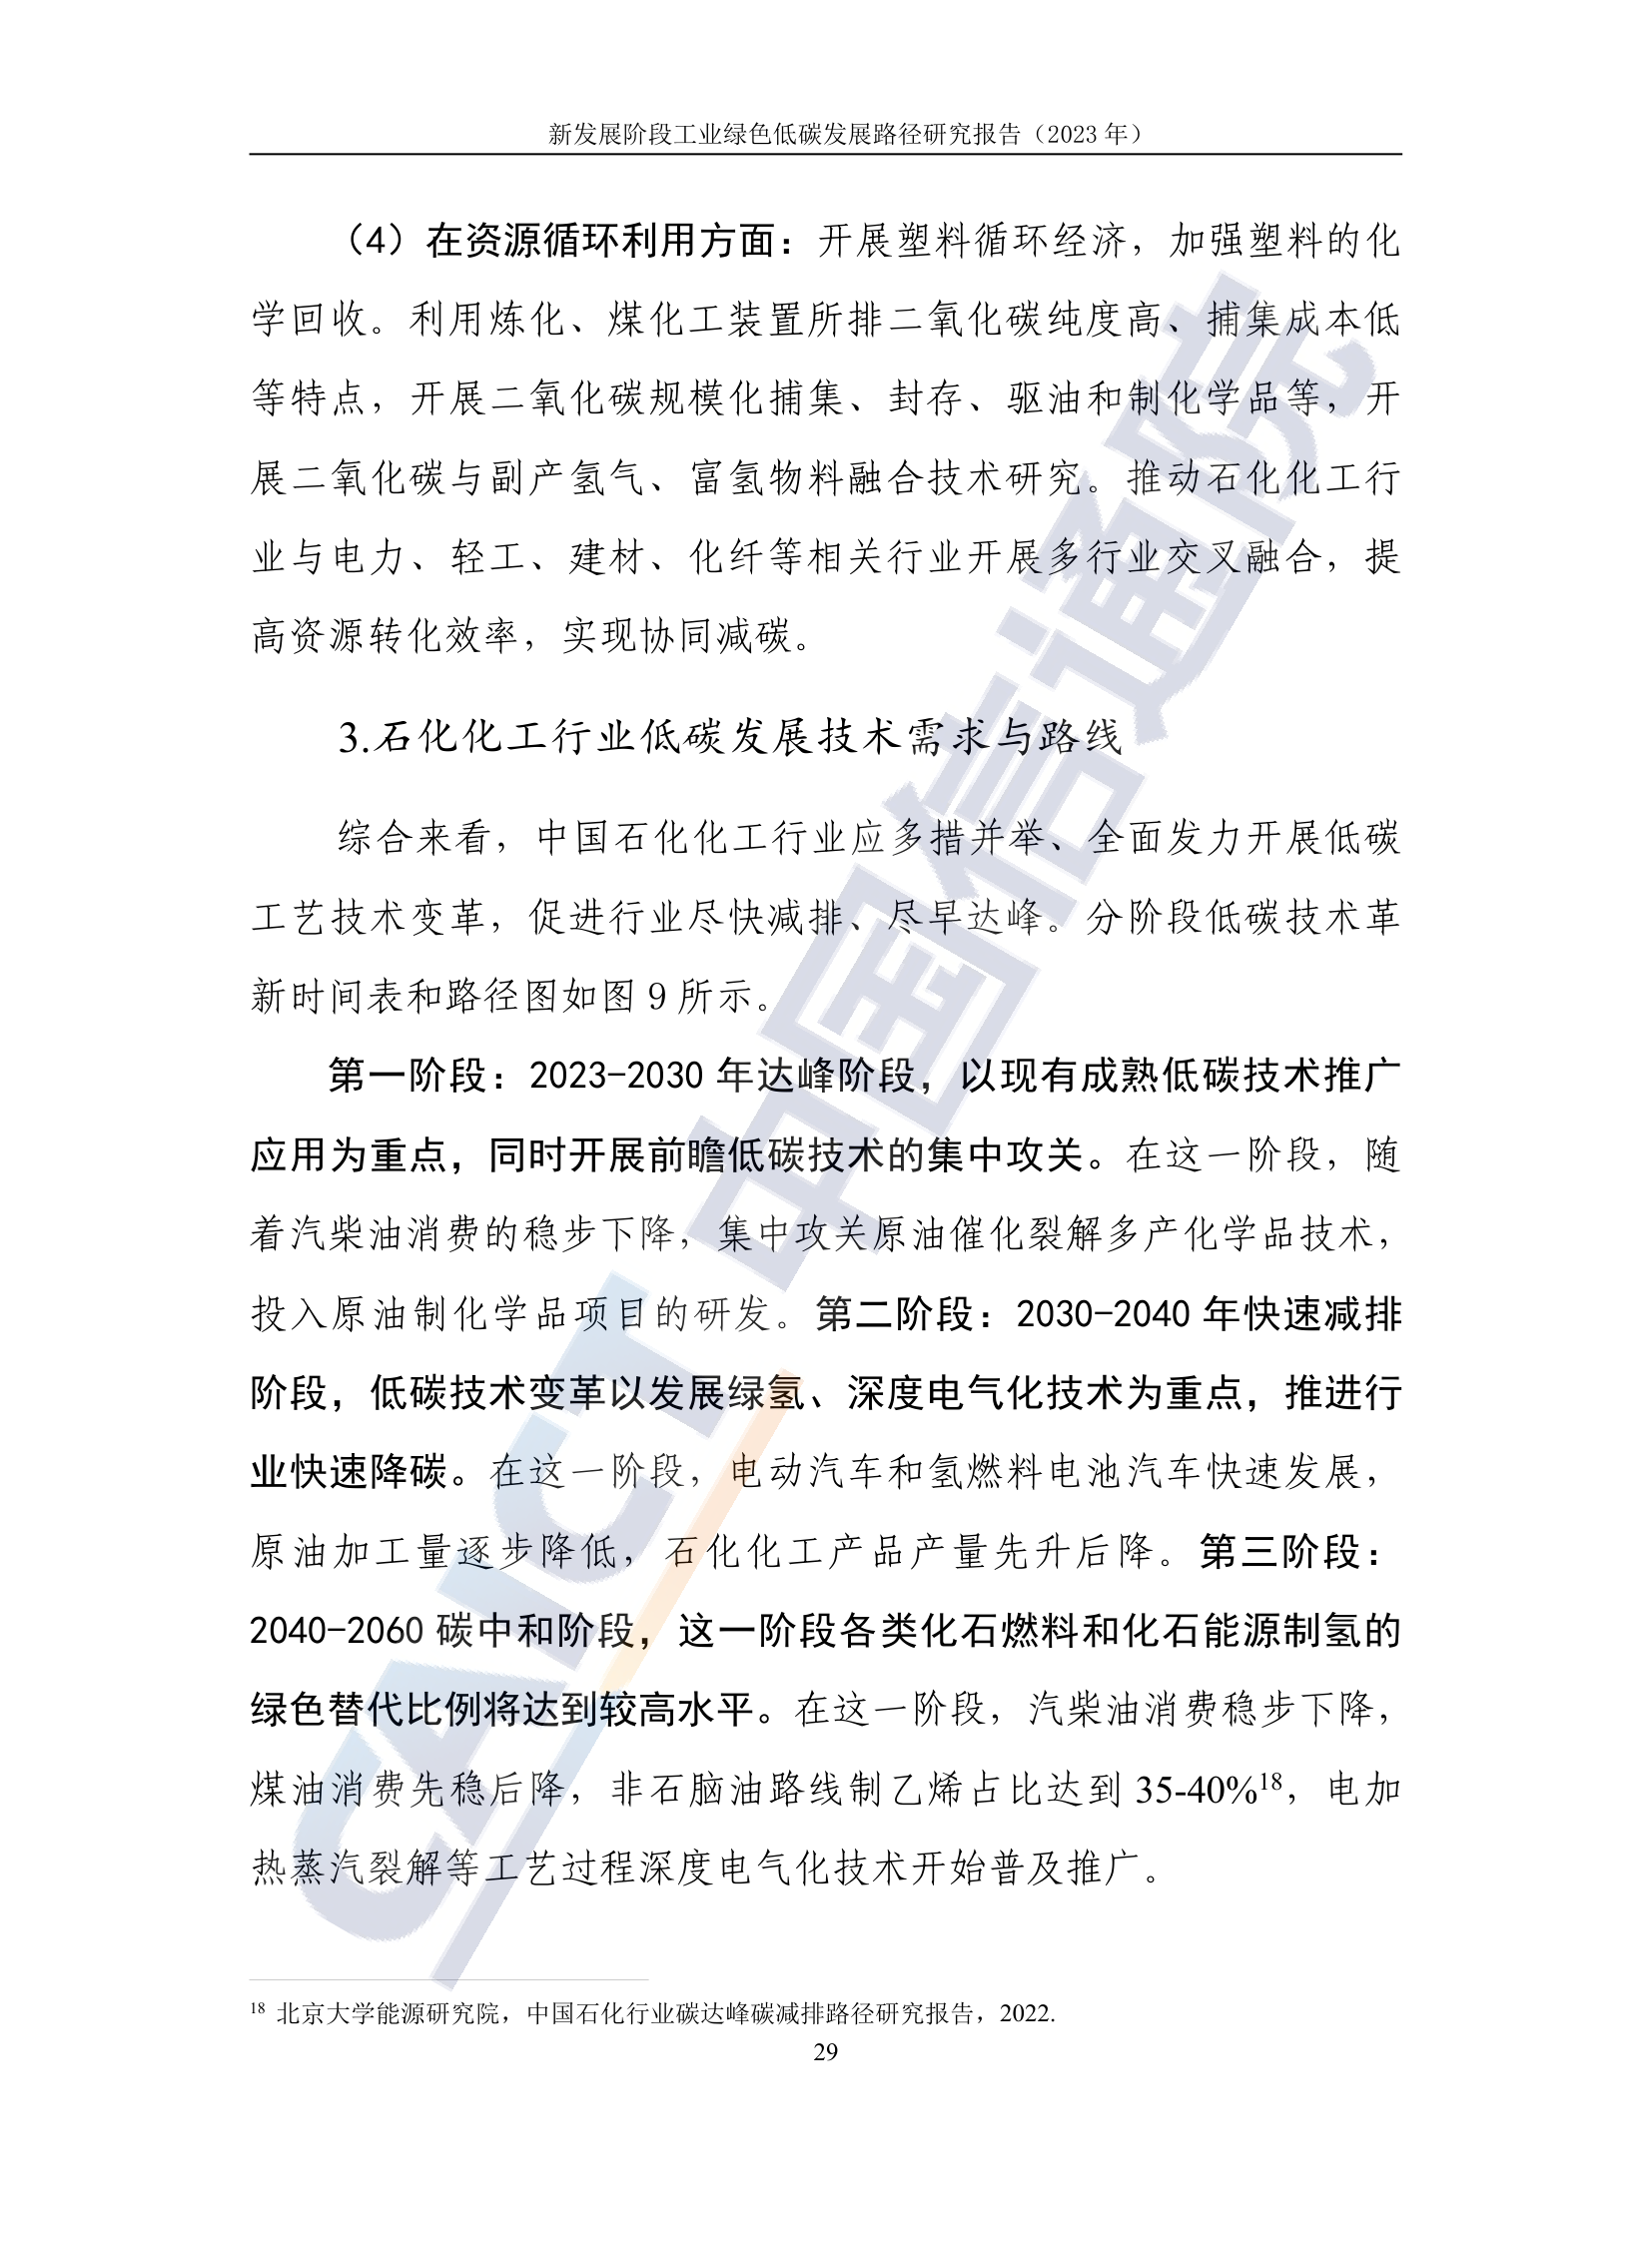 新发展阶段工业绿色低碳发展路径研究报告（2023 年）
（4）在资源循环利用方面：开展塑料循环经济，加强塑料的化
学回收。利用炼化、煤化工装置所排二氧化碳纯度高、捕集成本低
等特点，开展二氧化碳规模化捕集、封存、驱油和制化学品等，开
展二氧化碳与副产氢气、富氢物料融合技术研究。推动石化化工行
业与电力、轻工、建材、化纤等相关行业开展多行业交叉融合，提
高资源转化效率，实现协同减碳。
3.石化化工行业低碳发展技术需求与路线
综合来看，中国石化化工行业应多措并举、全面发力开展低碳
工艺技术变革，促进行业尽快减排、尽早达峰。分阶段低碳技术革
新时间表和路径图如图 9 所示。
第一阶段：2023-2030 年达峰阶段，以现有成熟低碳技术推广
应用为重点，同时开展前瞻低碳技术的集中攻关。在这一阶段，随
着汽柴油消费的稳步下降，集中攻关原油催化裂解多产化学品技术，
投入原油制化学品项目的研发。第二阶段：2030-2040 年快速减排
阶段，低碳技术变革以发展绿氢、深度电气化技术为重点，推进行
业快速降碳。在这一阶段，电动汽车和氢燃料电池汽车快速发展，
原油加工量逐步降低，石化化工产品产量先升后降。第三阶段：
2040-2060 碳中和阶段，这一阶段各类化石燃料和化石能源制氢的
绿色替代比例将达到较高水平。在这一阶段，汽柴油消费稳步下降，
煤油消费先稳后降，非石脑油路线制乙烯占比达到 35-40%18，电加
热蒸汽裂解等工艺过程深度电气化技术开始普及推广。
18 北京大学能源研究院，中国石化行业碳达峰碳减排路径研究报告，2022.
29
CAICT 中国信通院